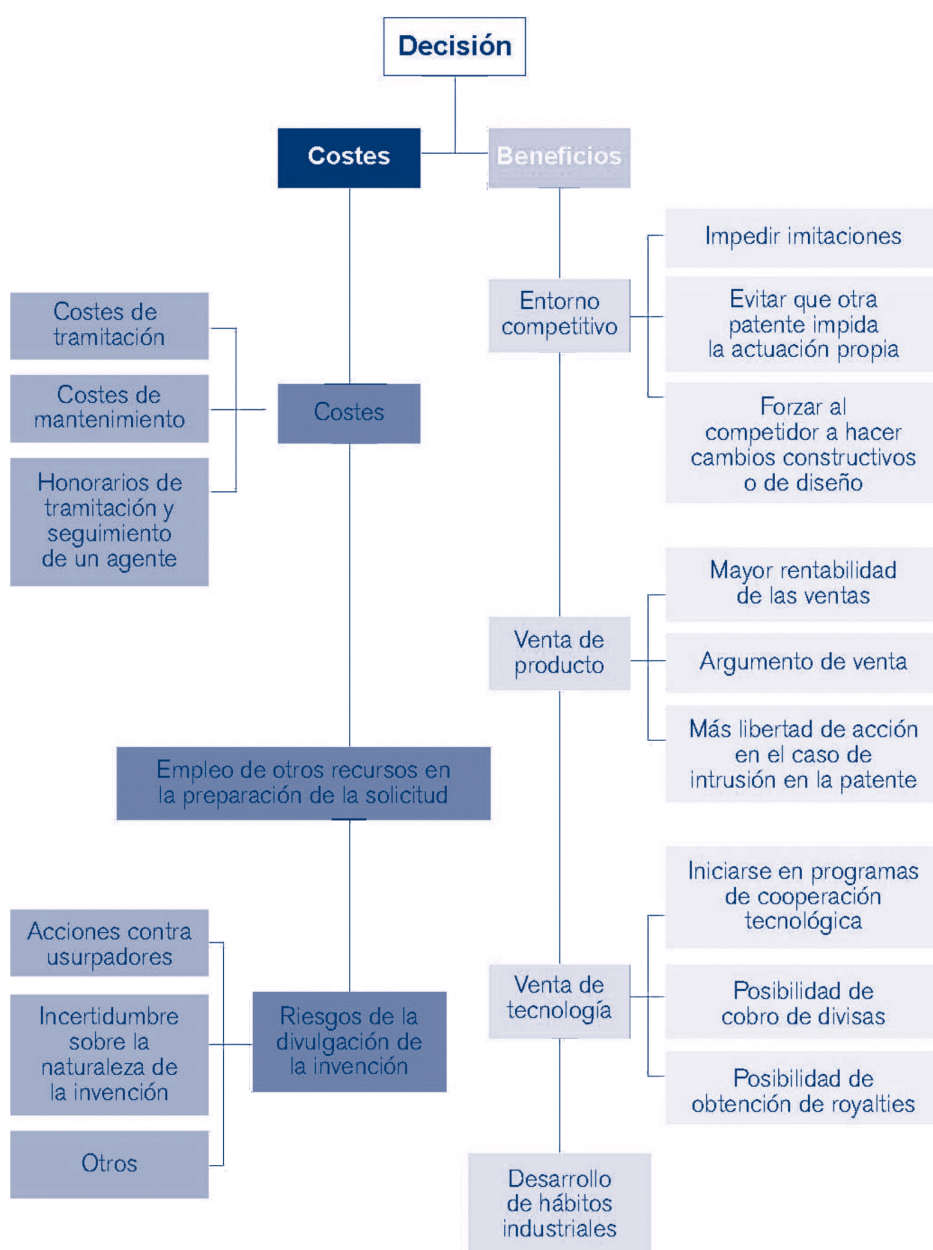 Decisión
Costes
Beneficios
Costes de
tramitación
Costes de
mantenimiento
Honorarios de
tramitación y
seguimiento
de un agente
Costes
Empleo de otros recursos en
la preparación de la solicitud
Acciones contra
usurpadores
Incertidumbre
sobre la
naturaleza de
la invención
Otros
Riesgos de la
divulgación de
la invención
Entorno
competitivo
Impedir imitaciones
Evitar que otra
patente impida
la actuación propia
Forzar al
competidor a hacer
cambios constructivos
o de diseño
Venta de
producto
Mayor rentabilidad
de las ventas
Argumento de venta
Más libertad de acción
en el caso de
intrusión en la patente
Venta de
tecnología
Iniciarse en programas
de cooperación
tecnológica
Posibilidad de
cobro de divisas
Posibilidad de
obtención de royalties
Desarrollo
de hábitos
industriales